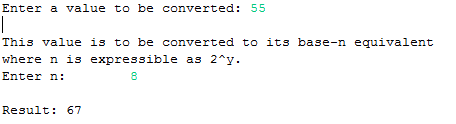 Enter a value to be converted: 55
This value is to be converted to its base-n equivalent
where n is expressible as 2^y.
Enter n: 8
Result: 67